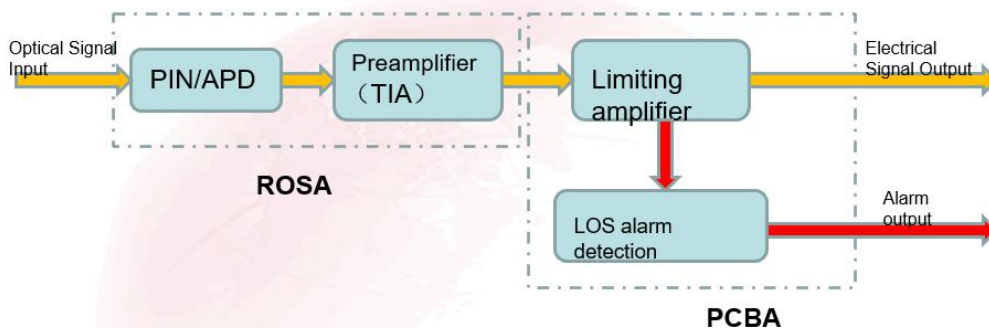 Optical Signal
Input
PIN/APD
Preamplifier
（TIA）
Limiting
amplifier
Electrical
Signal Output
ROSA
LOS alarm
detection
Alarm
output
PCBA